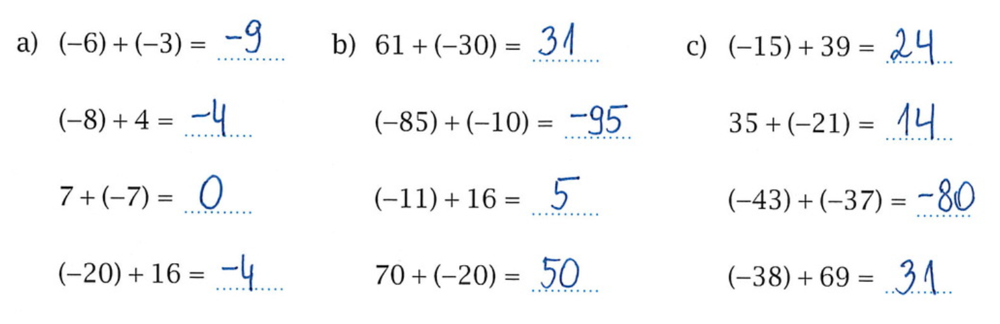 a) (–6) + (–3) = –9 b) 61 + (–30) = 31 c) (–15) + 39 = 24
(–8) + 4 = –4 (–85) + (–10) = –95 35 + (–21) = 14
7 + (–7) = 0 (–11) + 16 = 5 (–43) + (–37) = –80
(–20) + 16 = –4 70 + (–20) = 50 (–38) + 69 = 31